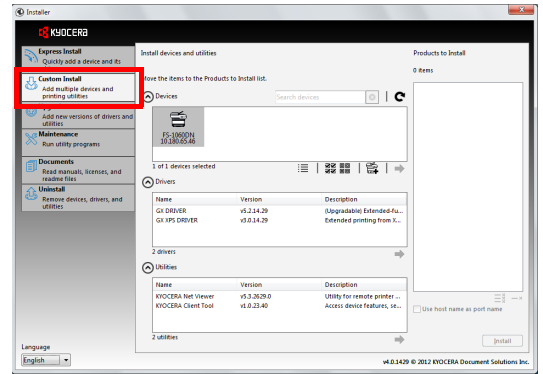 Installer
KYOCERA
Express Install
Quickly add a device and its
Custom Install
Add multiple devices and
printing utilities
Add new versions of drivers and
utilities
Maintenance
Run utility programs
Documents
Read manuals, licenses, and
readme files
Uninstall
Remove devices, drivers, and
utilities
Language
English
Install devices and utilities
Move the items to the Products to Install list.
Devices
Search devices
FS-1060DN
10.180.65.46
1 of 1 devices selected
Drivers
Name Version Description
GX DRIVER v5.2.14.29 (Upgradable) Extended-fu...
GX XPS DRIVER v3.0.14.29 Extended printing from X...
2 drivers
Utilities
Name Version Description
KYOCERA Net Viewer v5.3.2629.0 Utility for remote printer ...
KYOCERA Client Tool v1.0.23.40 Access device features, se...
2 utilities
Products to Install
0 items
Use host name as port name
Install
v4.0.1429 © 2012 KYOCERA Document Solutions Inc.